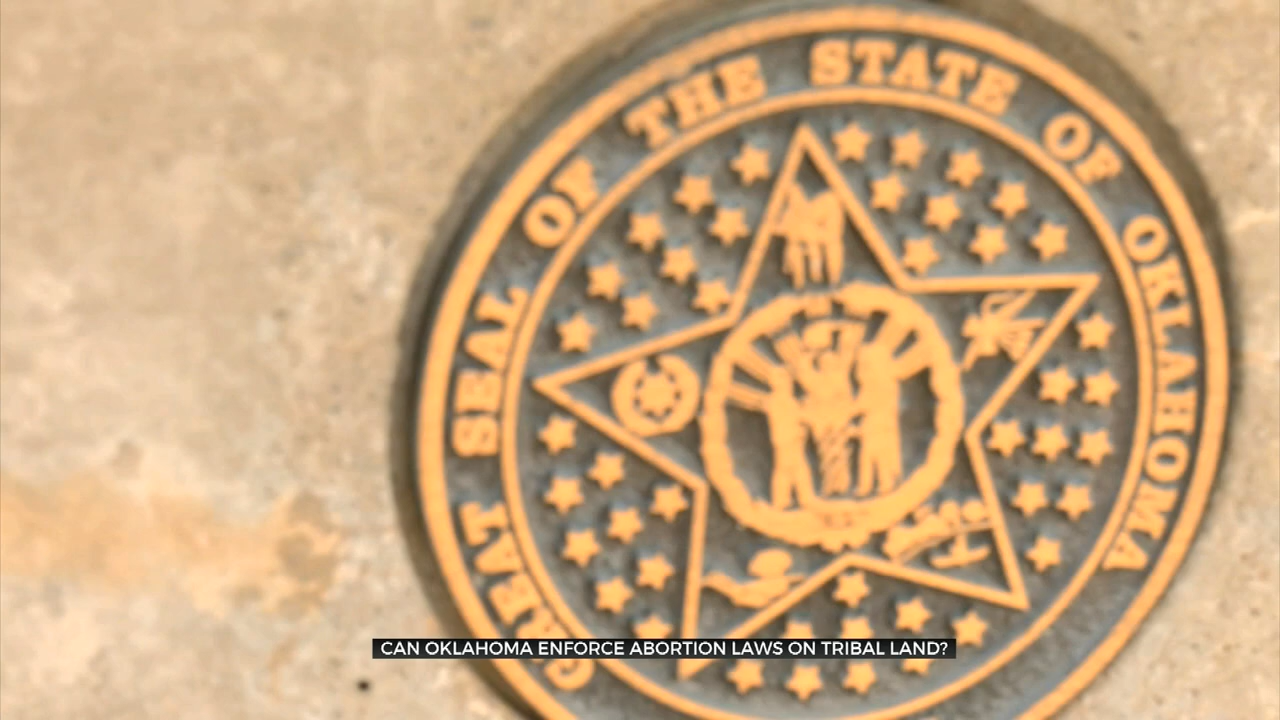 GREAT SEAL OF THE STATE OF OKLAHOMA
CAN OKLAHOMA ENFORCE ABORTION LAWS ON TRIBAL LAND?